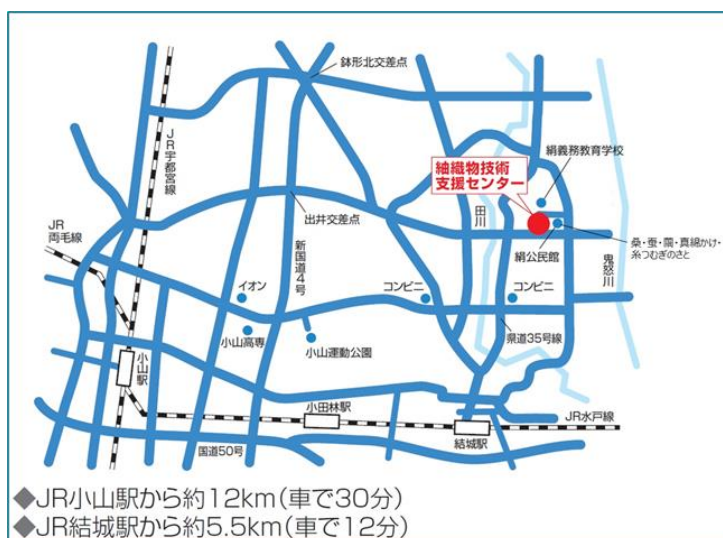 鉢形北交差点
JR宇都宮線
絹義務教育学校
紬織物技術
支援センター
出井交差点
新国道4号
田川
JR
両毛線
絹公民館
桑・蚕・繭・真綿かけ・
糸つむぎのさと
鬼怒川
イオン
コンビニ
コンビニ
小山高専
小山運動公園
県道35号線
小山駅
小田林駅
JR水戸線
国道50号
結城駅
◆JR小山駅から約12km(車で30分)
◆JR結城駅から約5.5km(車で12分)